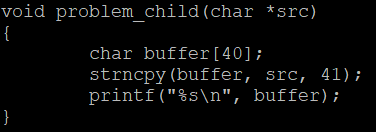 void problem_child(char *src)
{
        char buffer[40];
        strncpy(buffer, src, 41);
        printf("%s\n", buffer);
}